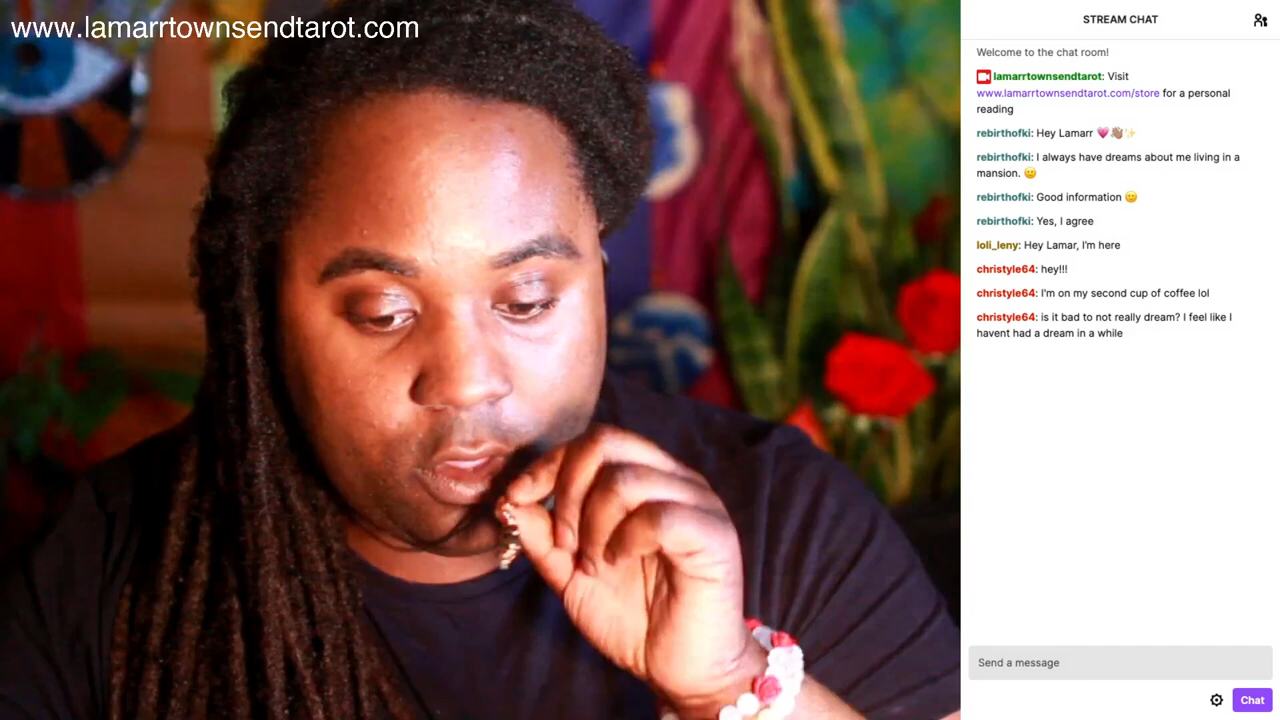 www.lamarrtownsendtarot.com
STREAM CHAT
Welcome to the chat room!
lamarrtownsendtarot: Visit
www.lamarrtownsendtarot.com/store for a personal
reading
rebirthofki: Hey Lamarr 💗👋🏽✨
rebirthofki: I always have dreams about me living in a
mansion. 🙂
rebirthofki: Good information 🙂
rebirthofki: Yes, I agree
loli_leny: Hey Lamar, I'm here
christyle64: hey!!!
christyle64: I'm on my second cup of coffee lol
christyle64: is it bad to not really dream? I feel like I
havent had a dream in a while
Send a message
Chat